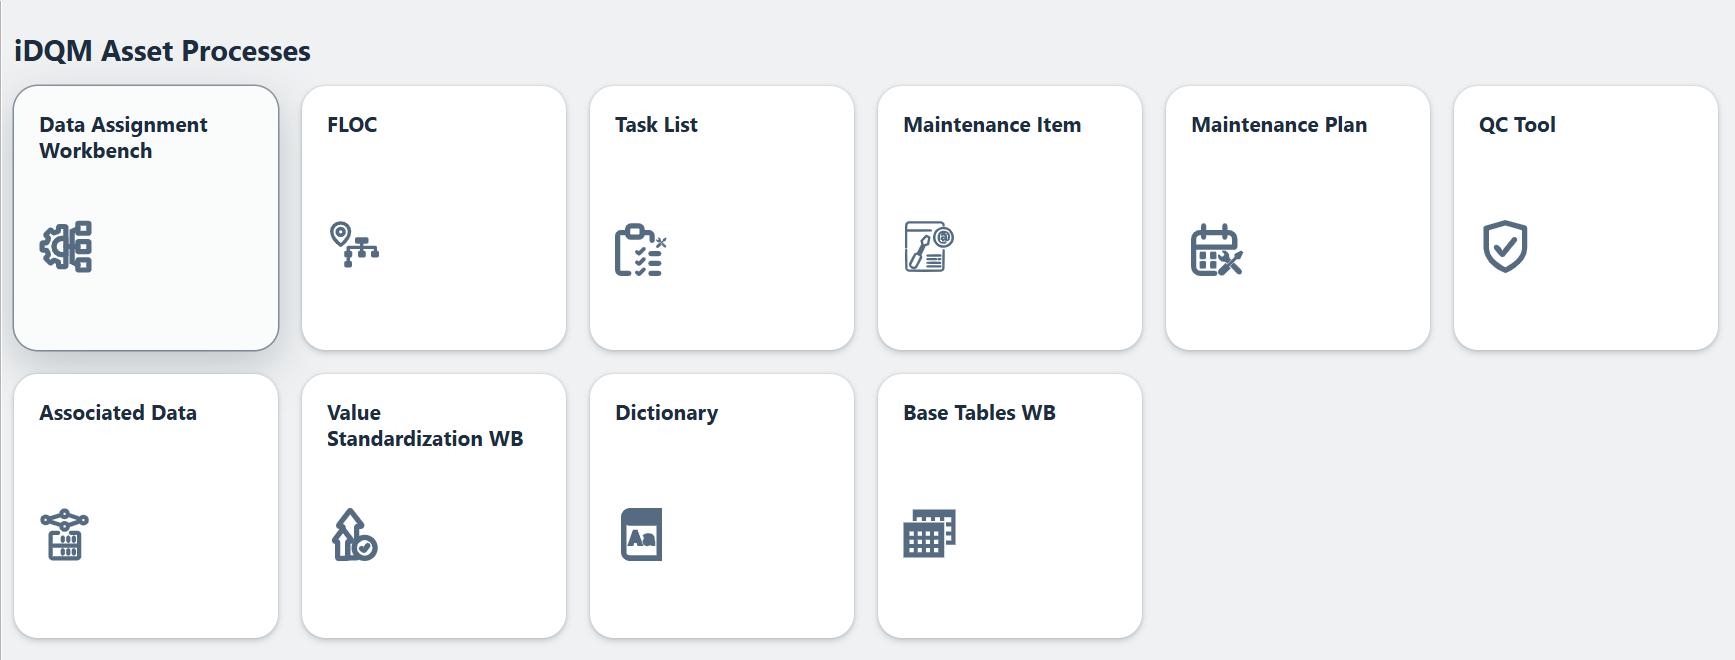 iDQM Asset Processes
Data Assignment
Workbench
FLOC
Task List
Maintenance Item
Maintenance Plan
QC Tool
Associated Data
Value
Standardization WB
Dictionary
Aa
Base Tables WB